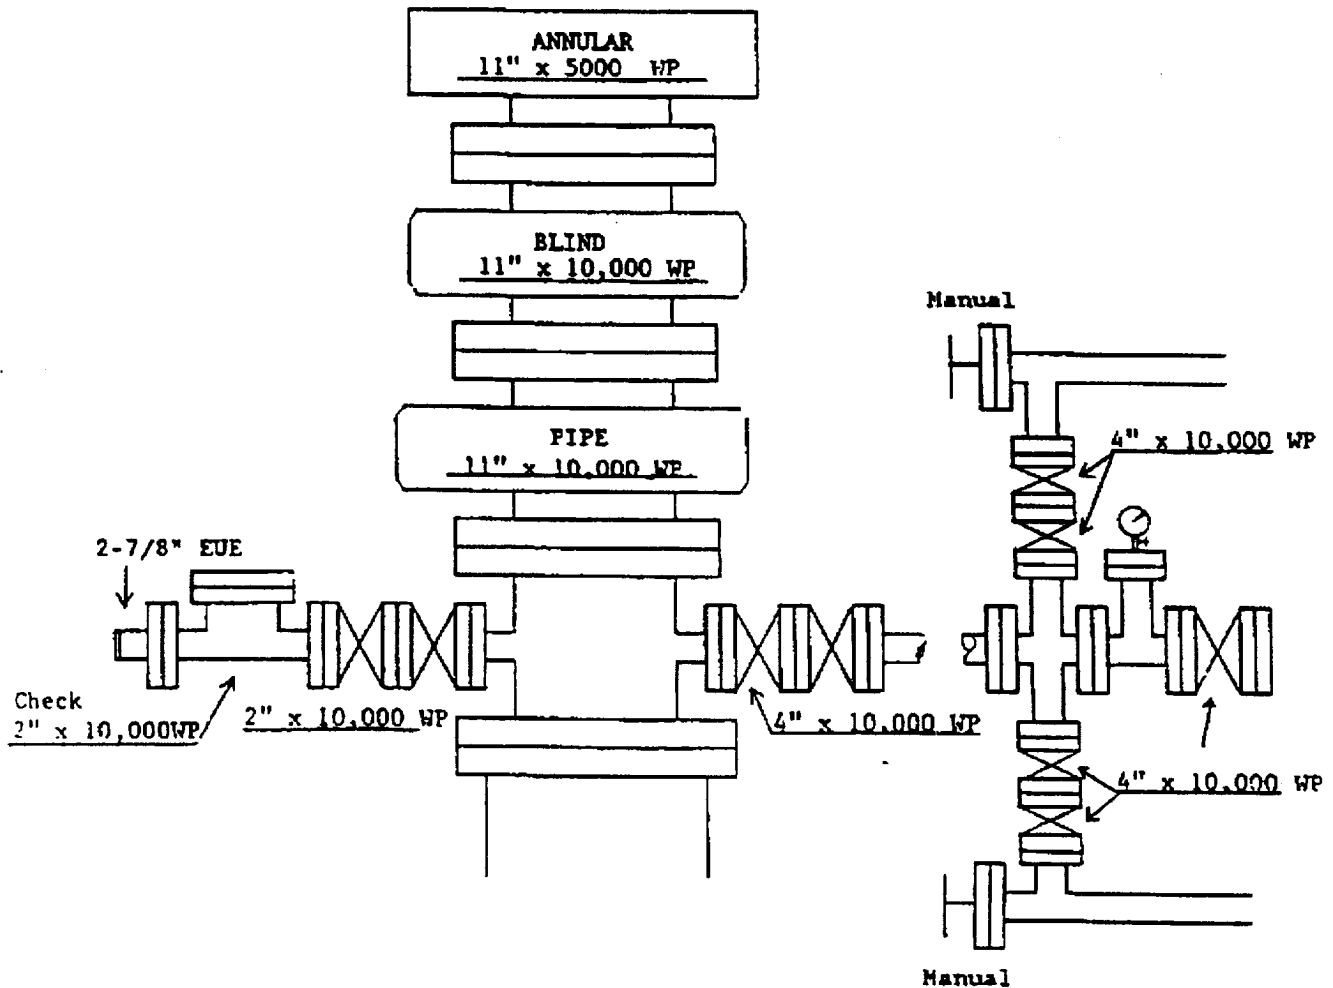 ANNULAR
11" x 5000 WP
BLIND
11" x 10,000 WP
Manual
PIPE
11" x 10,000 WP
4" x 10,000 WP
2-7/8" EUE
Check
2" x 10,000WP
2" x 10,000 WP
4" x 10,000 WP
4" x 10,000 WP
Manual